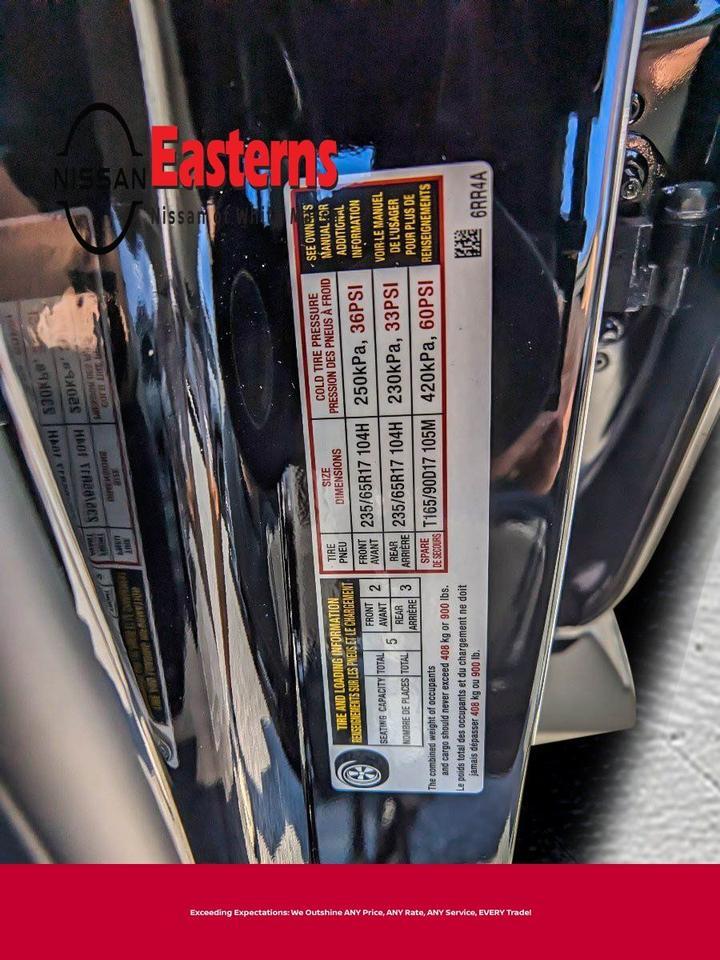 NISSAN
Easterns
Nissan of White M
TIRE AND LOADING INFORMATION
RENSEIGNEMENTS SUR LES PNEUS ET LE CHARGEMENT
SEATING CAPACITY
NOMBRE DE PLACES
TOTAL 5
TOTAL
FRONT 2
AVANT
REAR 3
ARRIÈRE
The combined weight of occupants
and cargo should never exceed 408 kg or 900 lbs.
Le poids total des occupants et du chargement ne doit
jamais dépasser 408 kg ou 900 lb.
TIRE SIZE COLD TIRE PRESSURE
PNEU DIMENSIONS PRESSION DES PNEUS À FROID
FRONT 235/65R17 104H 250kPa, 36PSI
AVANT
REAR 235/65R17 104H 230kPa, 33PSI
ARRIÈRE
SPARE T165/90D17 105M 420kPa, 60PSI
DE SECOURS
SEE OWNERS
MANUAL FOR
ADDITIONAL
INFORMATION
VOIR LE MANUEL
DE L'USAGER
POUR PLUS DE
RENSEIGNEMENTS
6RR4A
Exceeding Expectations: We Outshine ANY Price, ANY Rate, ANY Service, EVERY Trade!